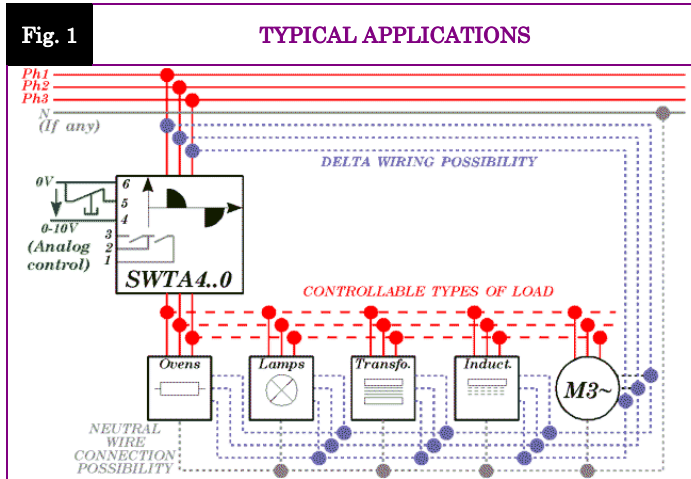 Fig. 1
TYPICAL APPLICATIONS
Ph1
Ph2
Ph3
N
(If any)
DELTA WIRING POSSIBILITY
0V
6
5
0-10V
4
(Analog
control)
3
2
1
SWTA4..0
CONTROLLABLE TYPES OF LOAD
Ovens
Lamps
Transfo.
Induct.
M3~
NEUTRAL
WIRE
CONNECTION
POSSIBILITY